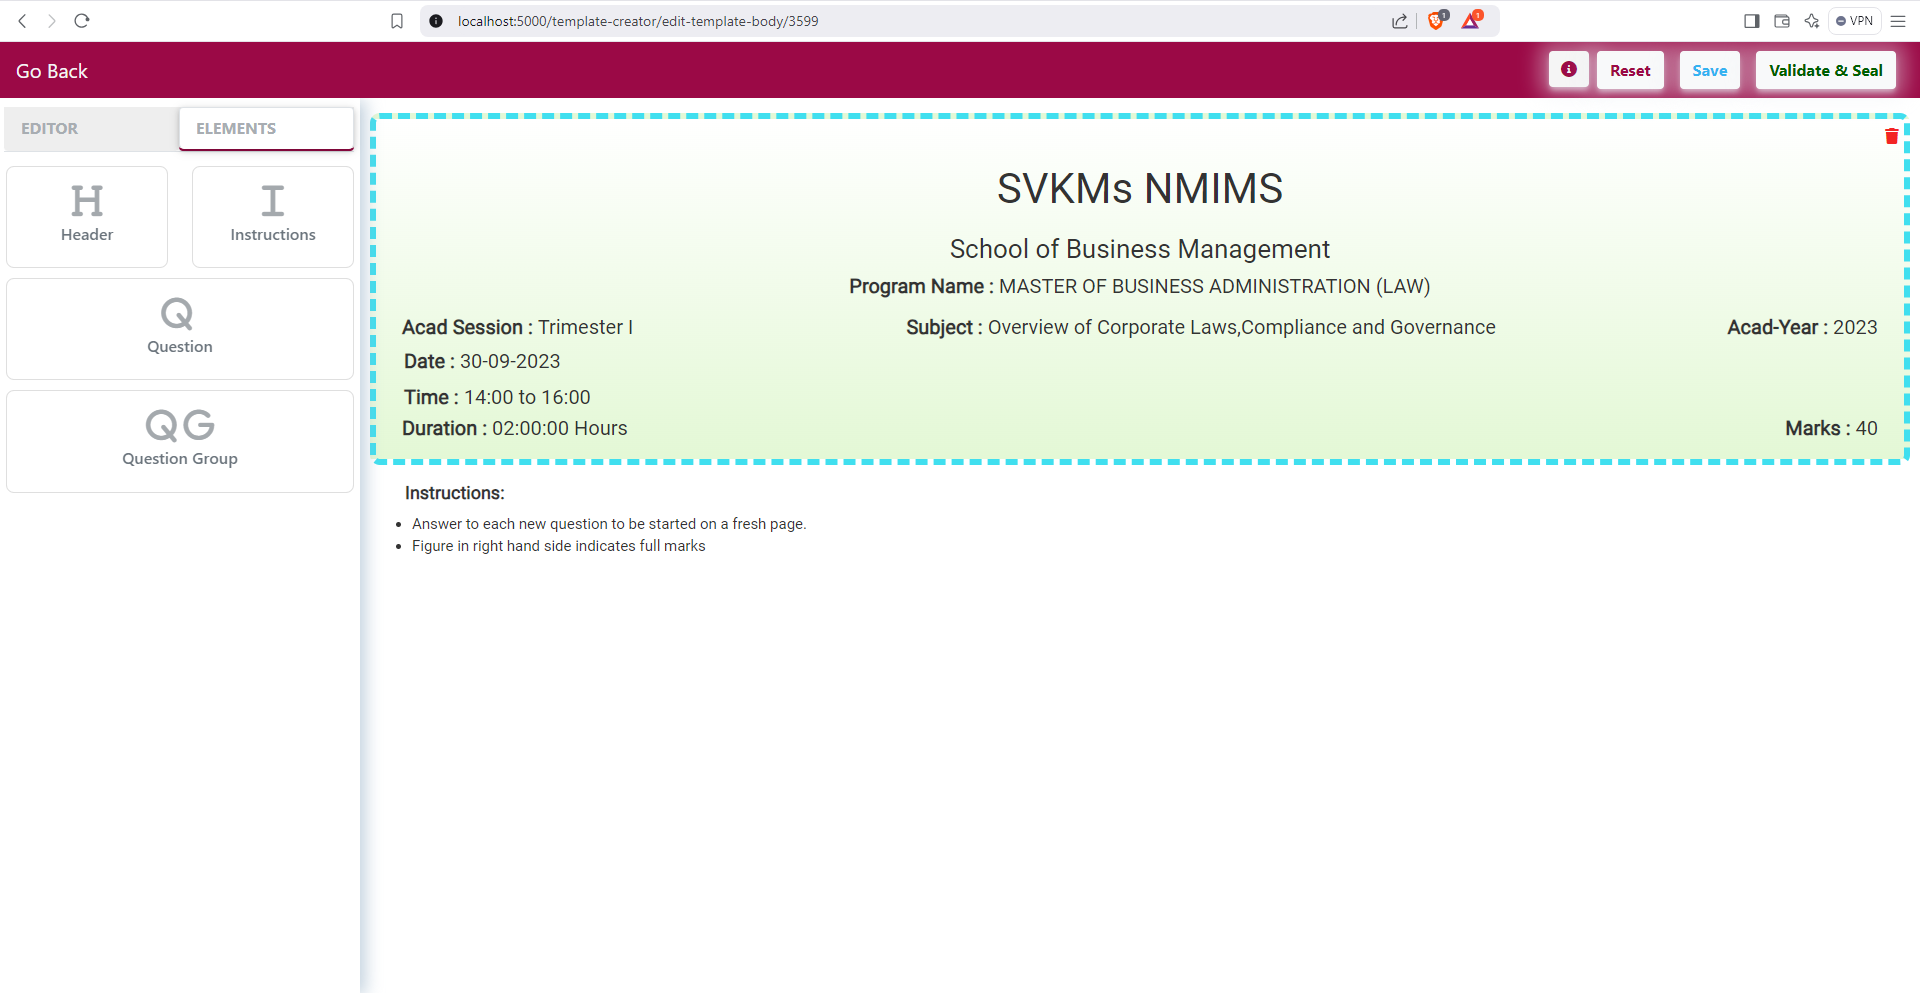 localhost:5000/template-creator/edit-template-body/3599
1
1
VPN
Go Back
Reset
Save
Validate & Seal
EDITOR
ELEMENTS
H
Header
I
Instructions
Q
Question
QG
Question Group
SVKMs NMIMS
School of Business Management
Program Name : MASTER OF BUSINESS ADMINISTRATION (LAW)
Acad Session : Trimester I
Subject : Overview of Corporate Laws,Compliance and Governance
Acad-Year : 2023
Date : 30-09-2023
Time : 14:00 to 16:00
Duration : 02:00:00 Hours
Marks : 40
Instructions:
• Answer to each new question to be started on a fresh page.
• Figure in right hand side indicates full marks